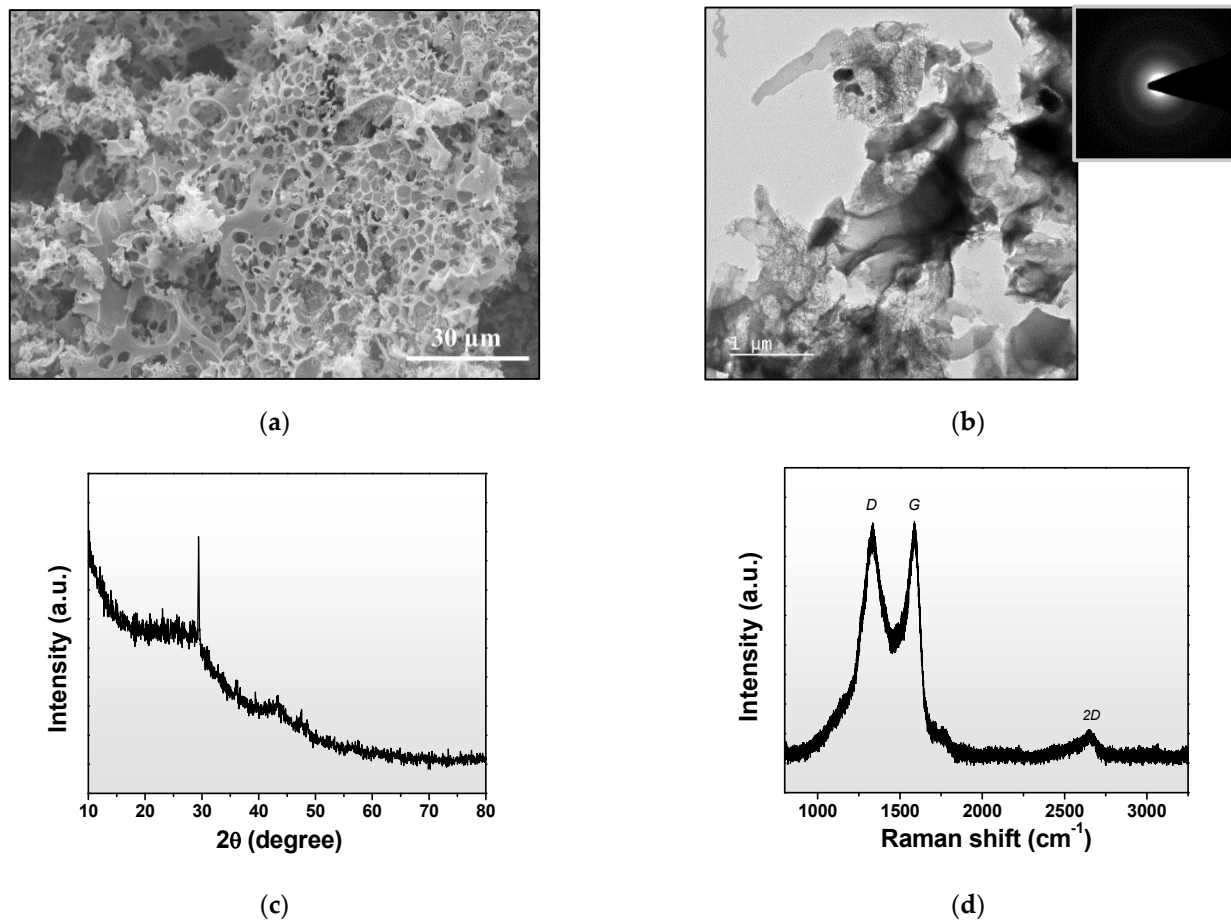 30 µm
1 µm
(a)
(b)
Intensity (a.u.)
10 20 30 40 50 60 70 80
2θ (degree)
Intensity (a.u.)
D
G
2D
1000 1500 2000 2500 3000
Raman shift (cm⁻¹)
(c)
(d)